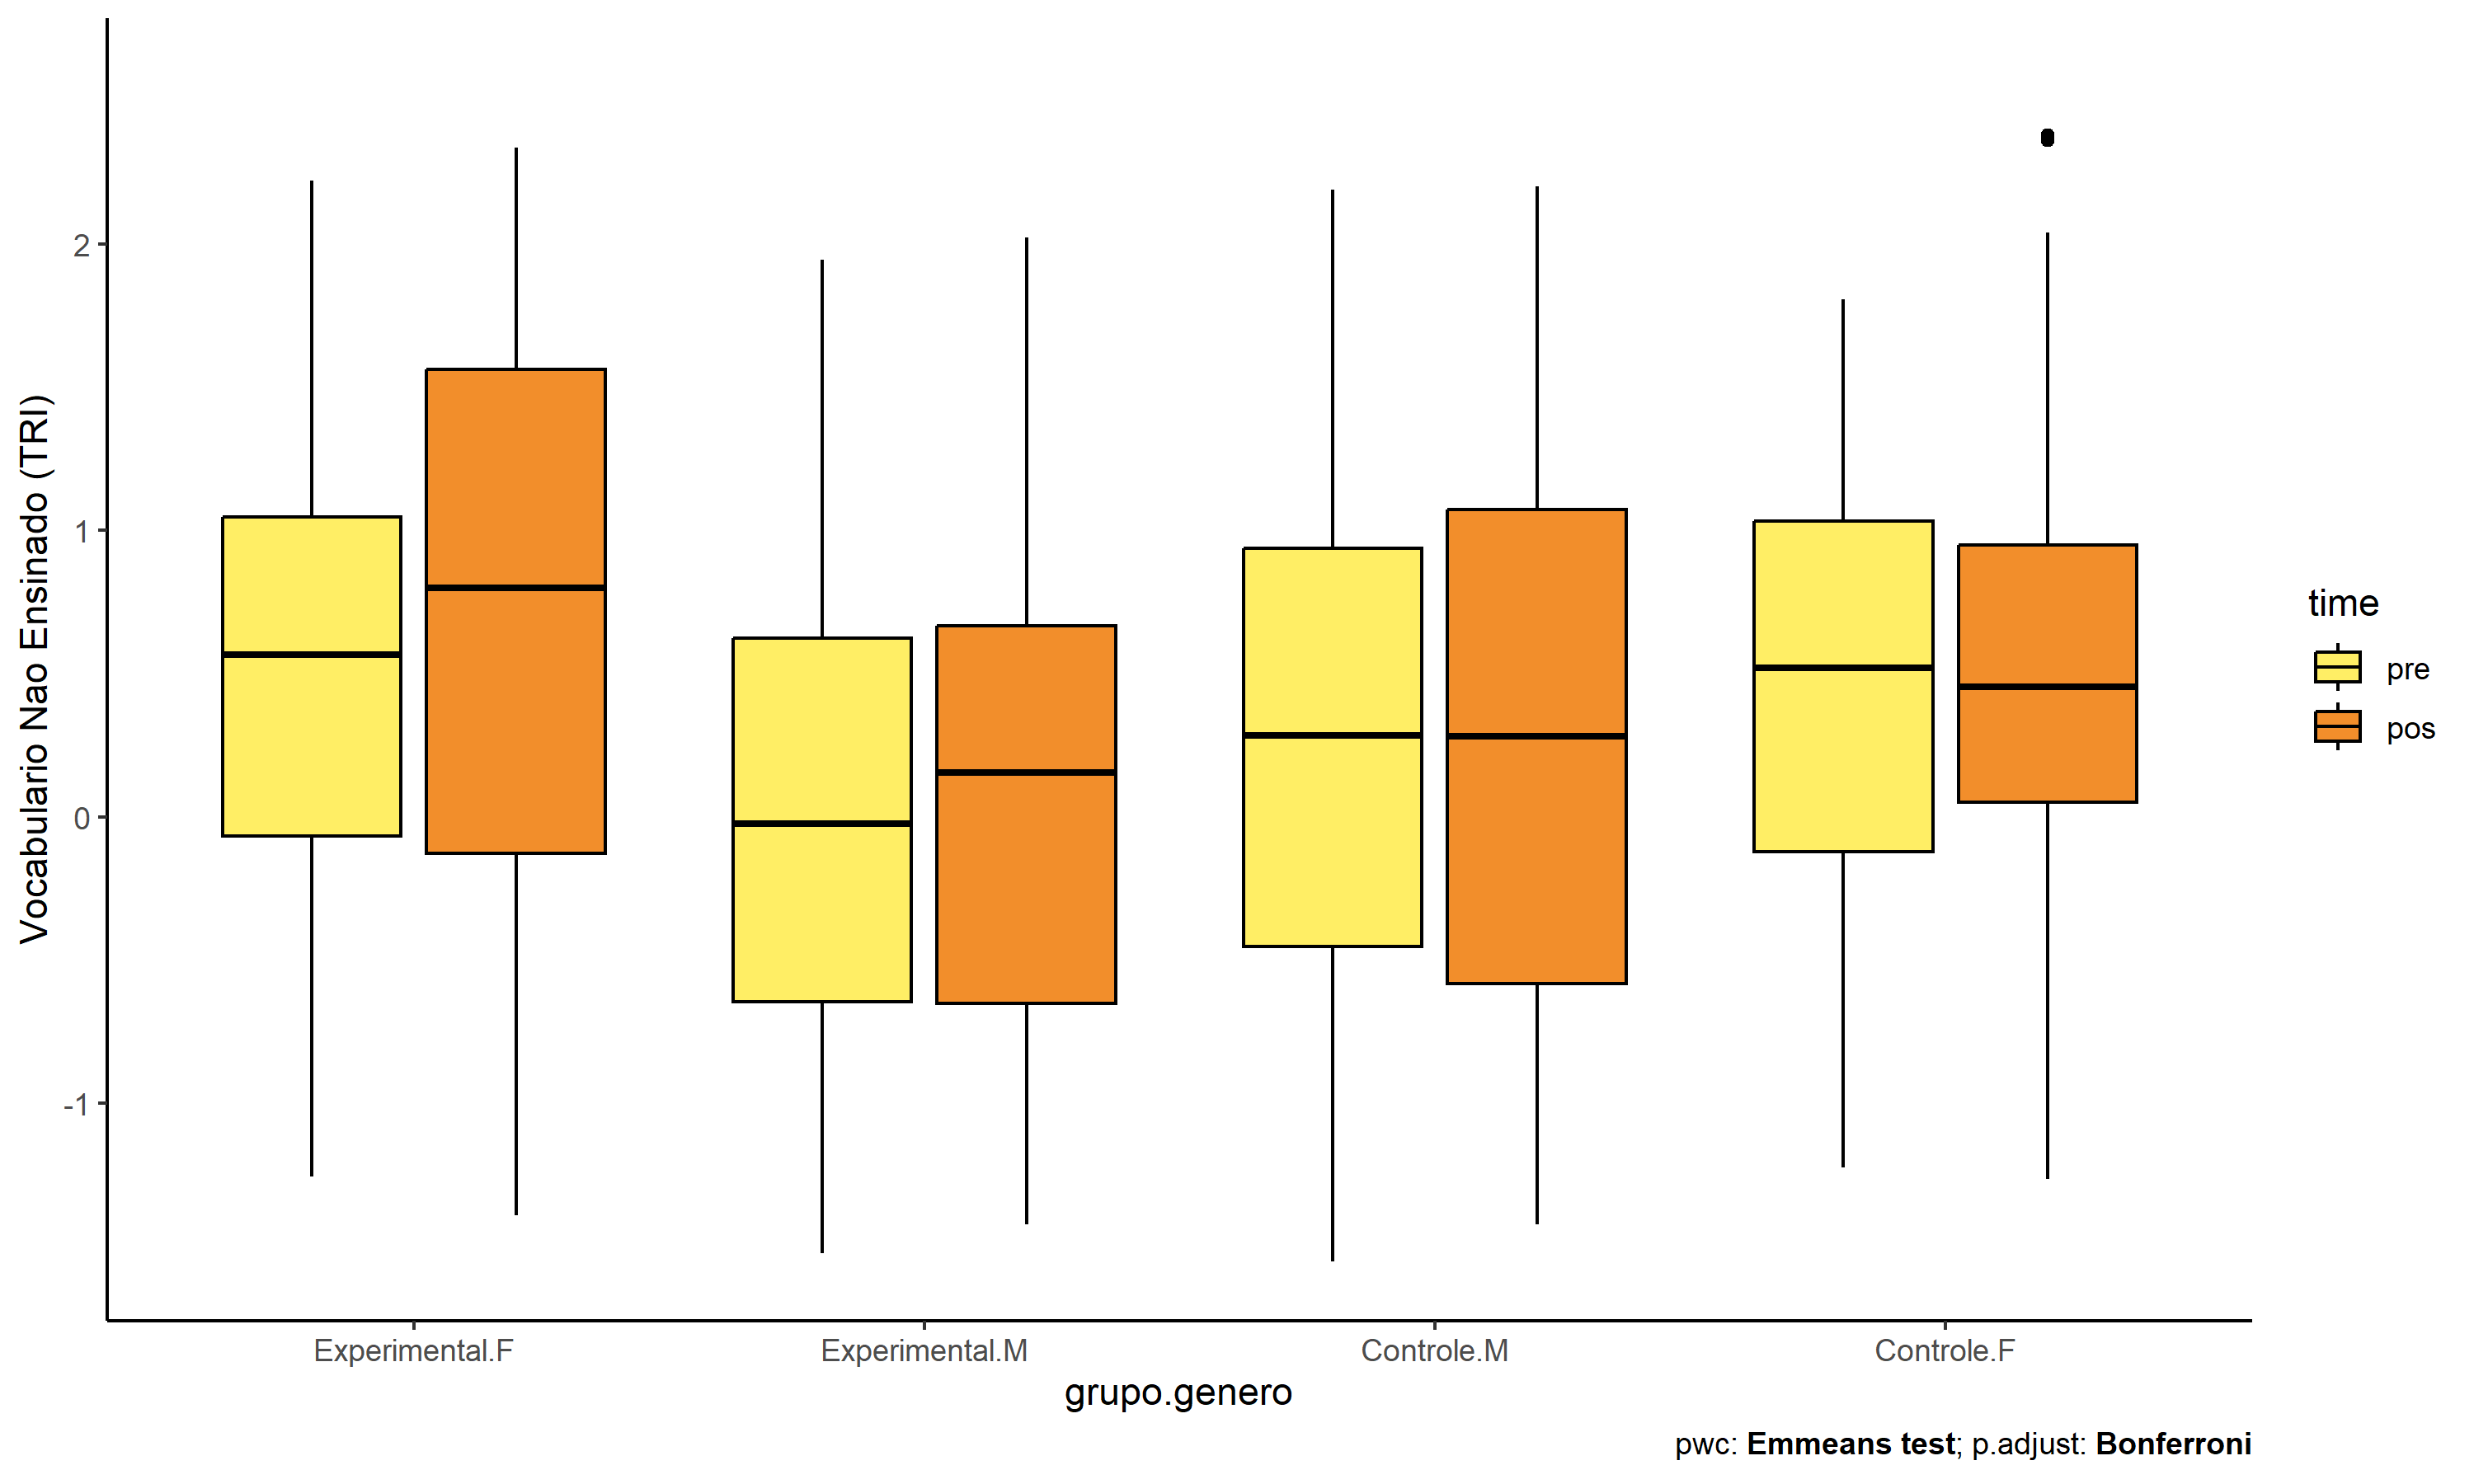 Vocabulario Nao Ensinado (TRI)
2
1
0
-1
Experimental.F
Experimental.M
Controle.M
Controle.F
grupo.genero
time
pre
pos
pwc: Emmeans test; p.adjust: Bonferroni